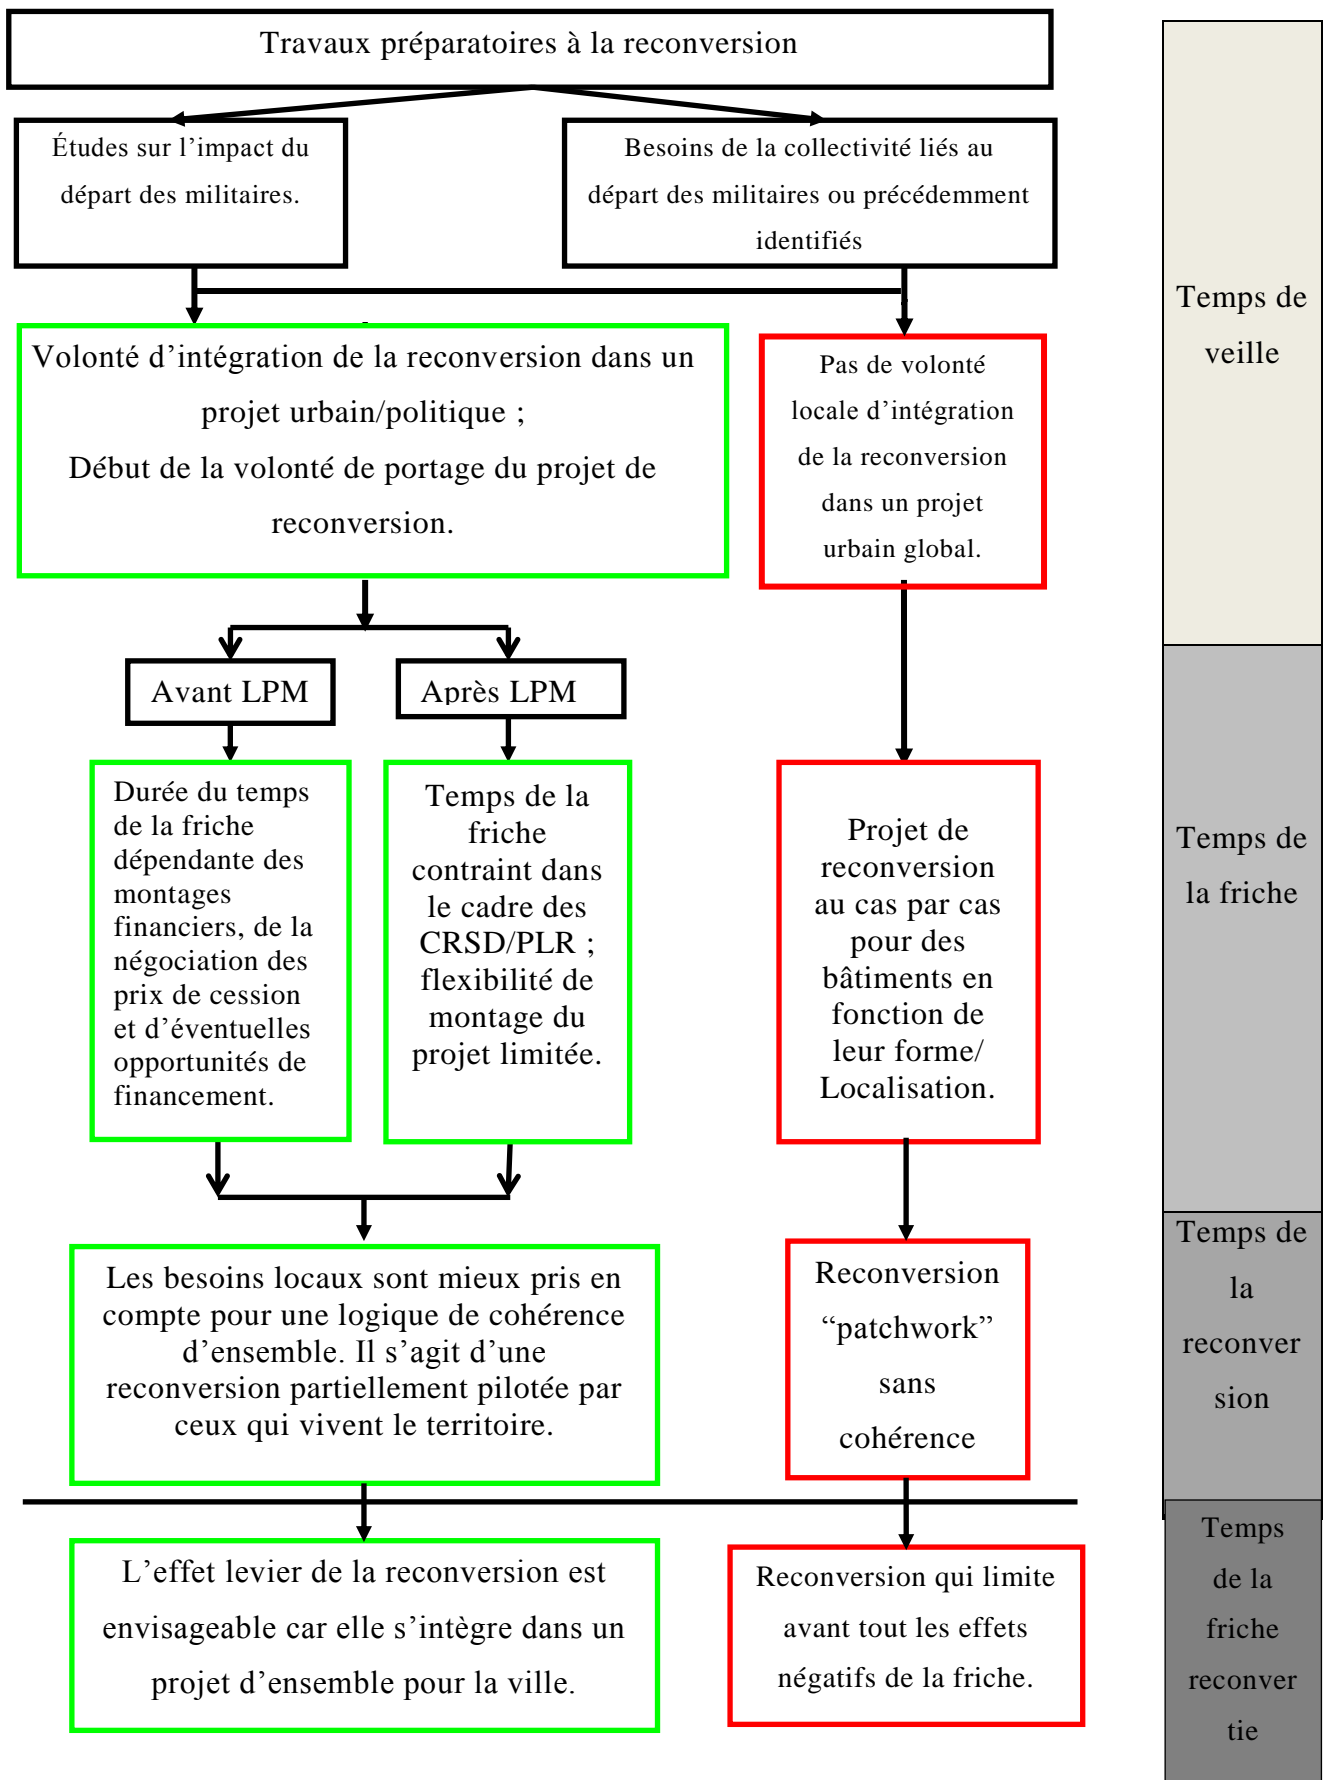 Travaux préparatoires à la reconversion
Études sur l’impact du
départ des militaires.
Besoins de la collectivité liés au
départ des militaires ou précédemment
identifiés
Volonté d’intégration de la reconversion dans un
projet urbain/politique ;
Début de la volonté de portage du projet de
reconversion.
Pas de volonté
locale d’intégration
de la reconversion
dans un projet
urbain global.
Temps de
veille
Avant LPM
Après LPM
Durée du temps
de la friche
dépendante des
montages
financiers, de la
négociation des
prix de cession
et d’éventuelles
opportunités de
financement.
Temps de la
friche
contraint dans
le cadre des
CRSD/PLR ;
flexibilité de
montage du
projet limitée.
Projet de
reconversion
au cas par cas
pour des
bâtiments en
fonction de
leur forme/
Localisation.
Temps de
la friche
Les besoins locaux sont mieux pris en
compte pour une logique de cohérence
d’ensemble. Il s’agit d’une
reconversion partiellement pilotée par
ceux qui vivent le territoire.
Reconversion
“patchwork”
sans
cohérence
Temps de
la
reconver
sion
L’effet levier de la reconversion est
envisageable car elle s’intègre dans un
projet d’ensemble pour la ville.
Reconversion qui limite
avant tout les effets
négatifs de la friche.
Temps
de la
friche
reconver
tie